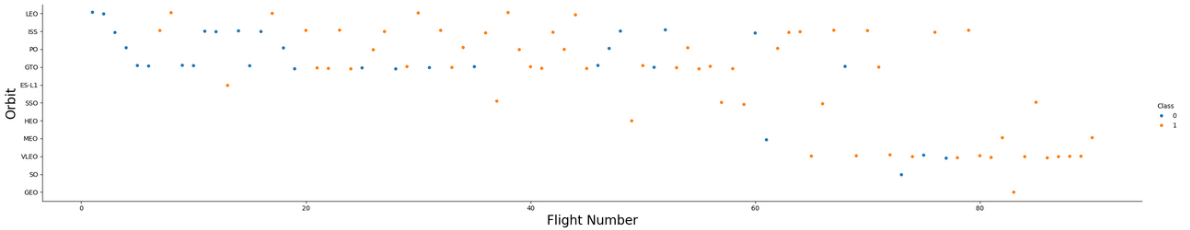 LEO
ISS
PO
GTO
ES-L1
SSO
HEO
MEO
VLEO
SO
GEO
Orbit
0 20 40 60 80
Flight Number
Class
0
1